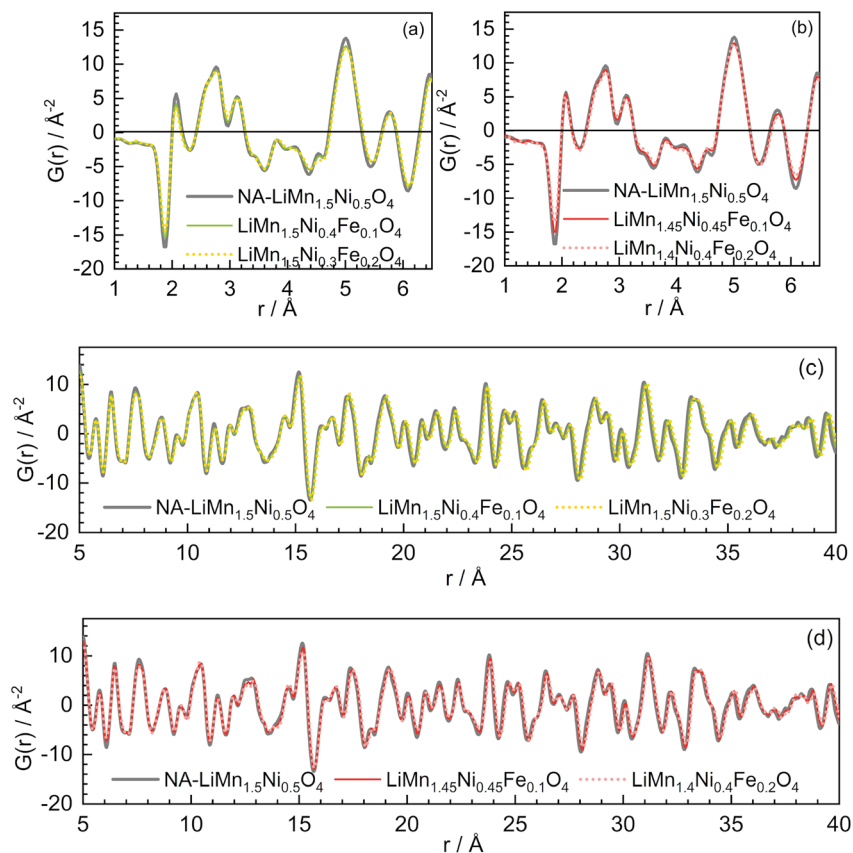 (a)
15
10
5
0
-5
-10
-15
-20
G(r) / Å⁻²
NA-LiMn₁.₅Ni₀.₅O₄
LiMn₁.₅Ni₀.₄Fe₀.₁O₄
LiMn₁.₅Ni₀.₃Fe₀.₂O₄
1 2 3 4 5 6
r / Å
(b)
15
10
5
0
-5
-10
-15
-20
G(r) / Å⁻²
NA-LiMn₁.₅Ni₀.₅O₄
LiMn₁.₄₅Ni₀.₄₅Fe₀.₁O₄
LiMn₁.₄Ni₀.₄Fe₀.₂O₄
1 2 3 4 5 6
r / Å
(c)
10
0
-10
-20
G(r) / Å⁻²
NA-LiMn₁.₅Ni₀.₅O₄ LiMn₁.₅Ni₀.₄Fe₀.₁O₄ LiMn₁.₅Ni₀.₃Fe₀.₂O₄
5 10 15 20 25 30 35 40
r / Å
(d)
10
0
-10
-20
G(r) / Å⁻²
NA-LiMn₁.₅Ni₀.₅O₄ LiMn₁.₄₅Ni₀.₄₅Fe₀.₁O₄ LiMn₁.₄Ni₀.₄Fe₀.₂O₄
5 10 15 20 25 30 35 40
r / Å